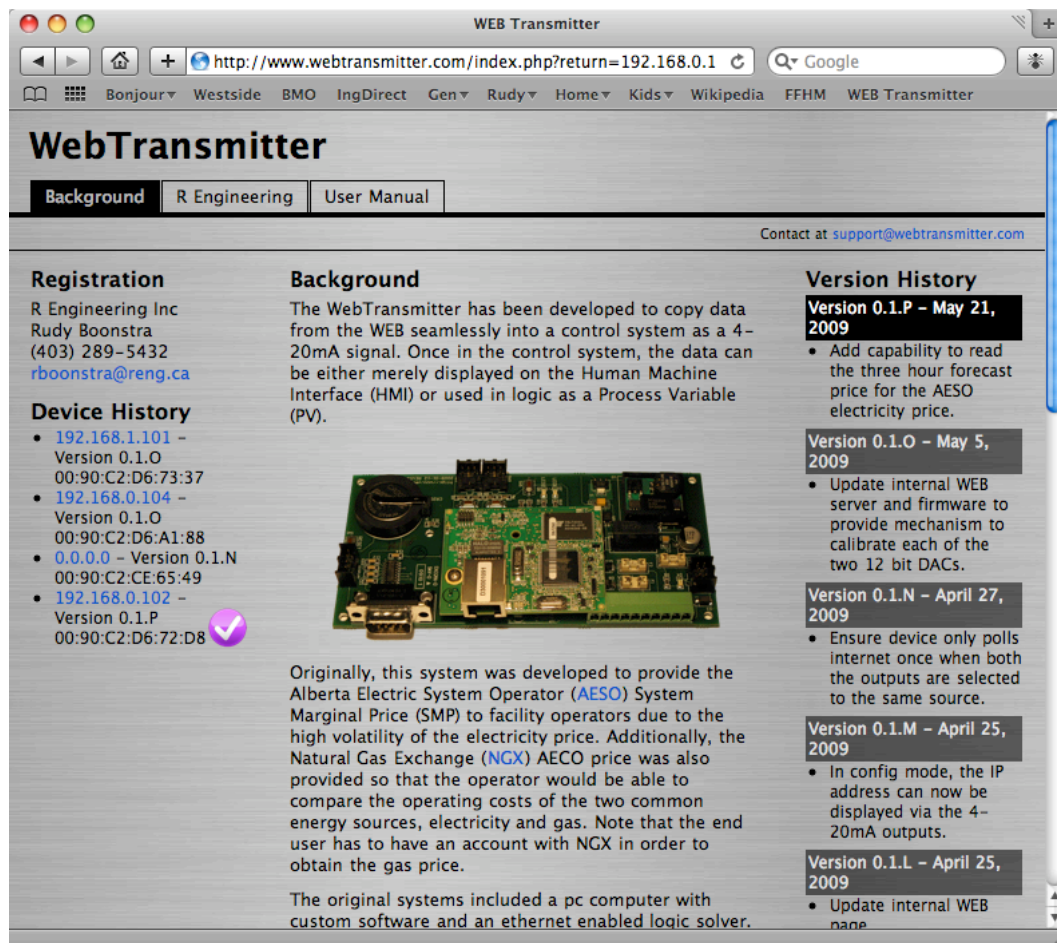 WEB Transmitter
http://www.webtransmitter.com/index.php?return=192.168.0.1
Google
Bonjour Westside BMO IngDirect Gen Rudy Home Kids Wikipedia FFHM WEB Transmitter
WebTransmitter
Background R Engineering User Manual
Contact at support@webtransmitter.com
Registration
R Engineering Inc
Rudy Boonstra
(403) 289-5432
rboonstra@reng.ca
Device History
• 192.168.1.101 –
Version 0.1.O
00:90:C2:D6:73:37
• 192.168.0.104 –
Version 0.1.O
00:90:C2:D6:A1:88
• 0.0.0.0 – Version 0.1.N
00:90:C2:CE:65:49
• 192.168.0.102 –
Version 0.1.P
00:90:C2:D6:72:D8
Background
The WebTransmitter has been developed to copy data
from the WEB seamlessly into a control system as a 4-
20mA signal. Once in the control system, the data can
be either merely displayed on the Human Machine
Interface (HMI) or used in logic as a Process Variable
(PV).
Originally, this system was developed to provide the
Alberta Electric System Operator (AESO) System
Marginal Price (SMP) to facility operators due to the
high volatility of the electricity price. Additionally, the
Natural Gas Exchange (NGX) AECO price was also
provided so that the operator would be able to
compare the operating costs of the two common
energy sources, electricity and gas. Note that the end
user has to have an account with NGX in order to
obtain the gas price.
The original systems included a pc computer with
custom software and an ethernet enabled logic solver.
Version History
Version 0.1.P – May 21,
2009
• Add capability to read
the three hour forecast
price for the AESO
electricity price.
Version 0.1.O – May 5,
2009
• Update internal WEB
server and firmware to
provide mechanism to
calibrate each of the
two 12 bit DACs.
Version 0.1.N – April 27,
2009
• Ensure device only polls
internet once when both
the outputs are selected
to the same source.
Version 0.1.M – April 25,
2009
• In config mode, the IP
address can now be
displayed via the 4-
20mA outputs.
Version 0.1.L – April 25,
2009
• Update internal WEB
page